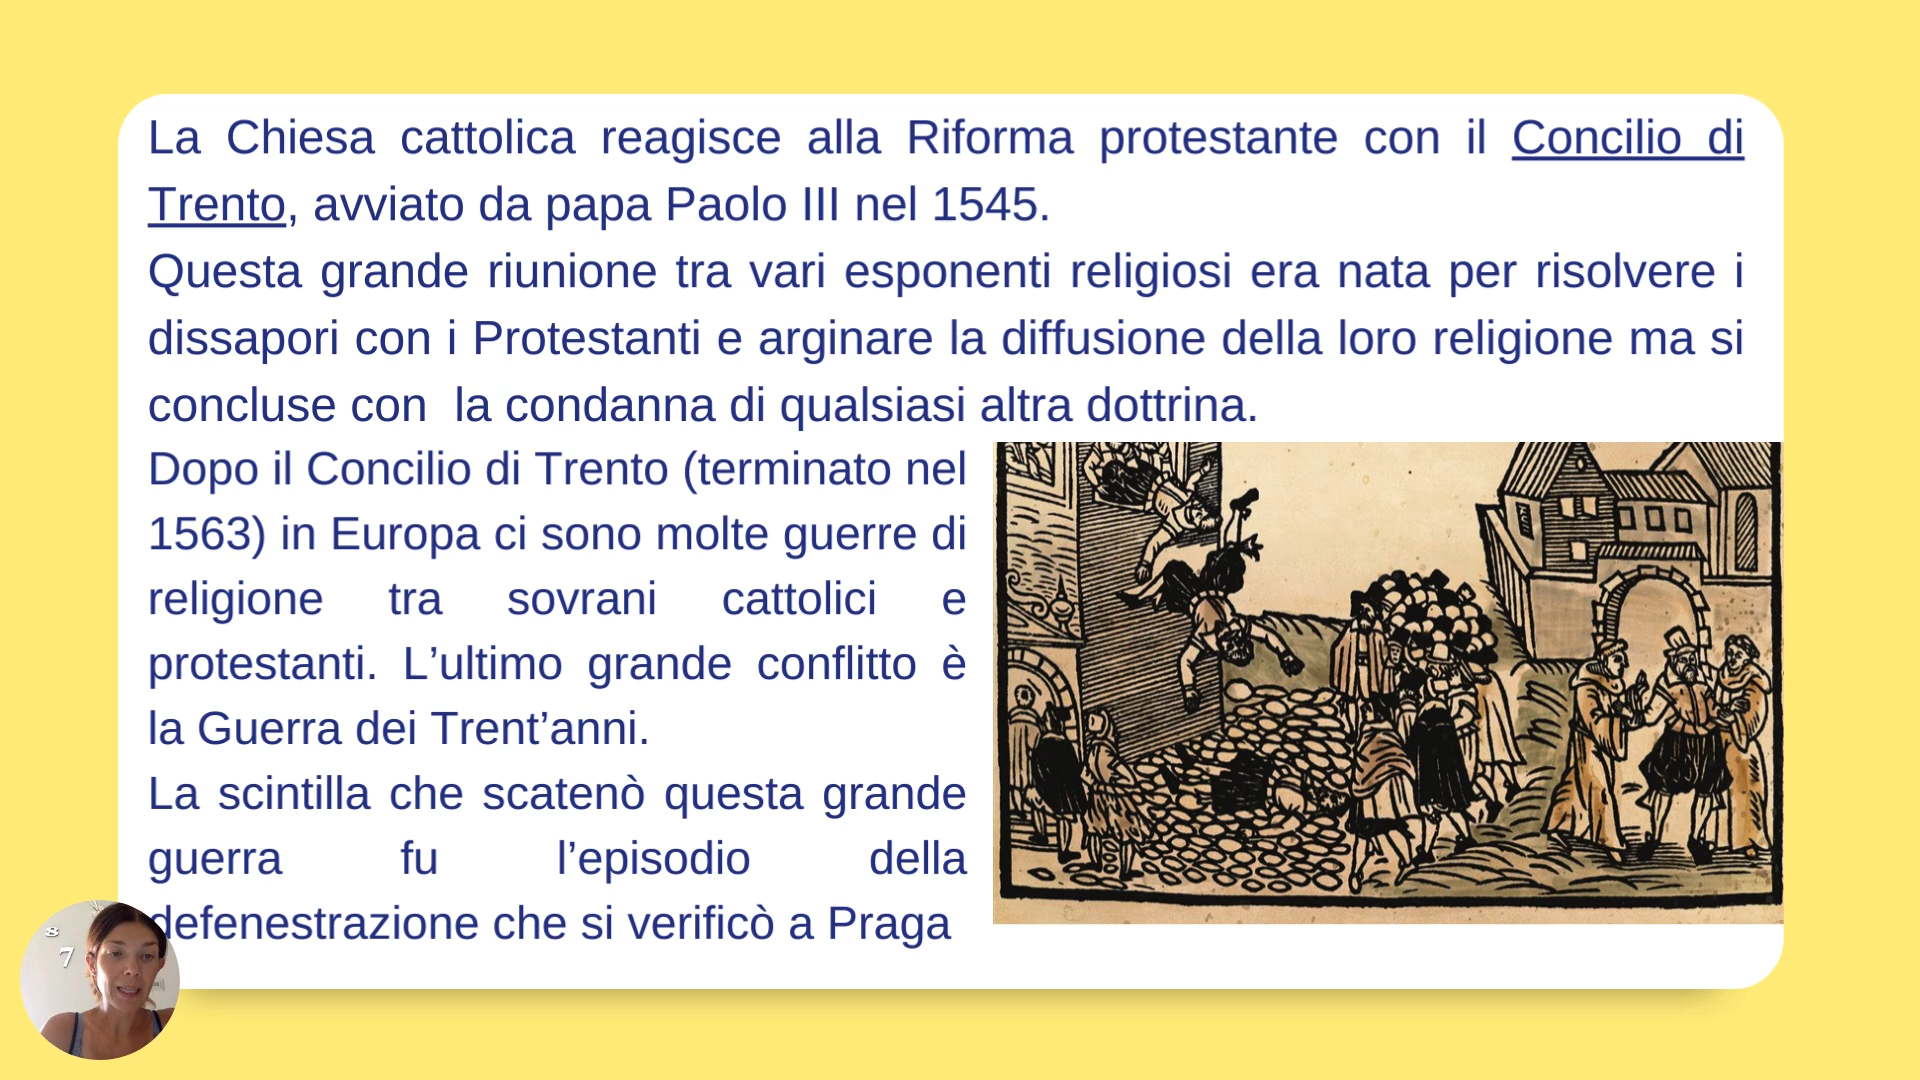 La Chiesa cattolica reagisce alla Riforma protestante con il Concilio di
Trento, avviato da papa Paolo III nel 1545.
Questa grande riunione tra vari esponenti religiosi era nata per risolvere i
dissapori con i Protestanti e arginare la diffusione della loro religione ma si
concluse con  la condanna di qualsiasi altra dottrina.
Dopo il Concilio di Trento (terminato nel
1563) in Europa ci sono molte guerre di
religione tra sovrani cattolici e
protestanti. L’ultimo grande conflitto è
la Guerra dei Trent’anni.
La scintilla che scatenò questa grande
guerra fu l’episodio della
defenestrazione che si verificò a Praga
8
7